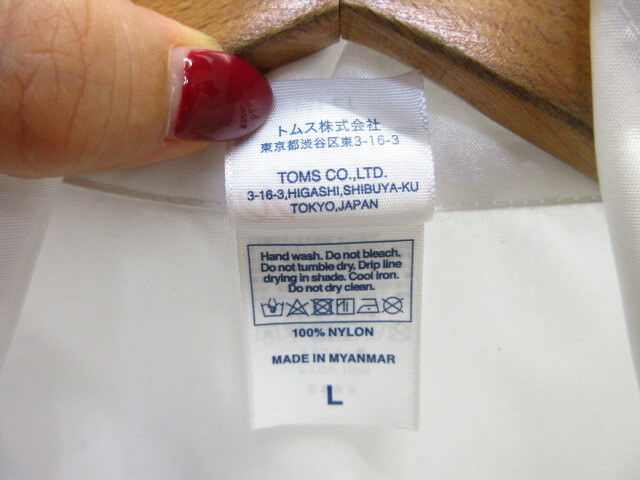 トムス株式会社
東京都渋谷区東3-16-3
TOMS CO.,LTD.
3-16-3,HIGASHI,SHIBUYA-KU
TOKYO,JAPAN
Hand wash. Do not bleach.
Do not tumble dry. Drip line
drying in shade. Cool iron.
Do not dry clean.
100% NYLON
MADE IN MYANMAR
L